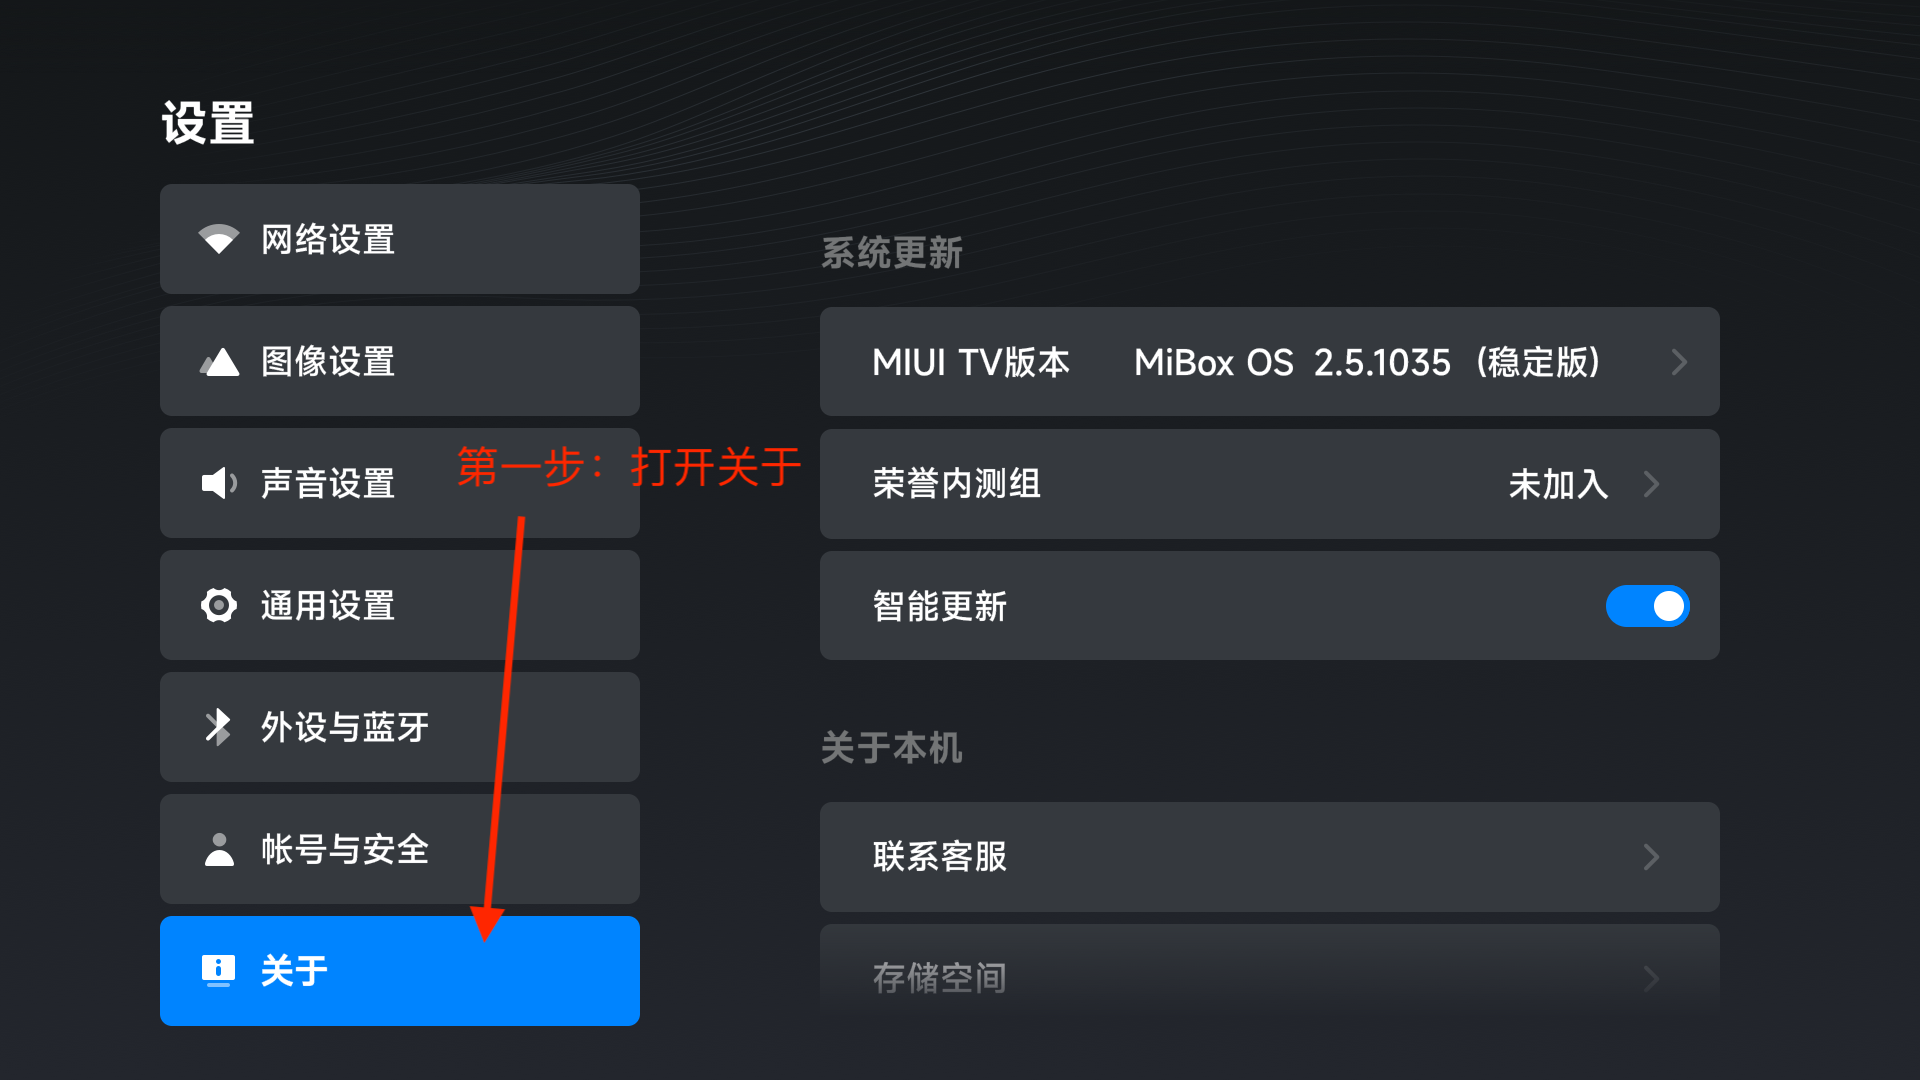 设置
网络设置
图像设置
声音设置
通用设置
外设与蓝牙
帐号与安全
关于
第一步：打开关于
系统更新
MIUI TV版本 MiBox OS 2.5.1035 (稳定版)
荣誉内测组 未加入
智能更新
关于本机
联系客服
存储空间